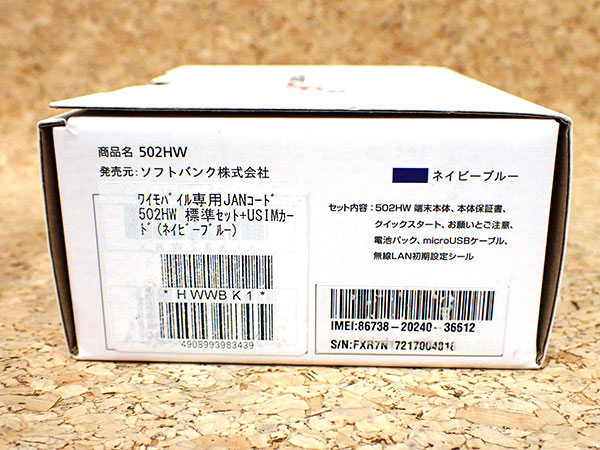 商品名 502HW
発売元：ソフトバンク株式会社
ネイビーブルー
ﾜｲﾓﾊﾞｲﾙ専用JANｺｰﾄﾞ
502HW 標準ｾｯﾄ+USIMｶｰ
ﾄﾞ(ﾈｲﾋﾞｰﾌﾞﾙｰ)
* H W W B K 1 *
4908993983439
セット内容：502HW 端末本体、本体保証書、
クイックスタート、お願いとご注意、
電池パック、microUSBケーブル、
無線LAN初期設定シール
IMEI:86738-20240-36612
S/N:FXR7N 7217004818